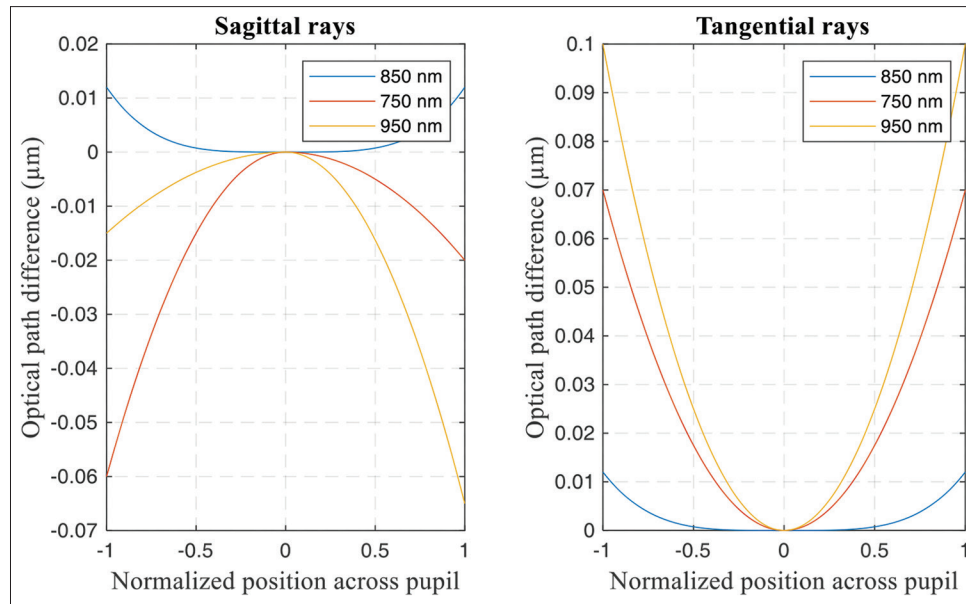 Sagittal rays
0.02
0.01
0
-0.01
-0.02
-0.03
-0.04
-0.05
-0.06
-0.07
Optical path difference (μm)
850 nm
750 nm
950 nm
-1 -0.5 0 0.5 1
Normalized position across pupil
Tangential rays
0.1
0.09
0.08
0.07
0.06
0.05
0.04
0.03
0.02
0.01
0
Optical path difference (μm)
850 nm
750 nm
950 nm
-1 -0.5 0 0.5 1
Normalized position across pupil